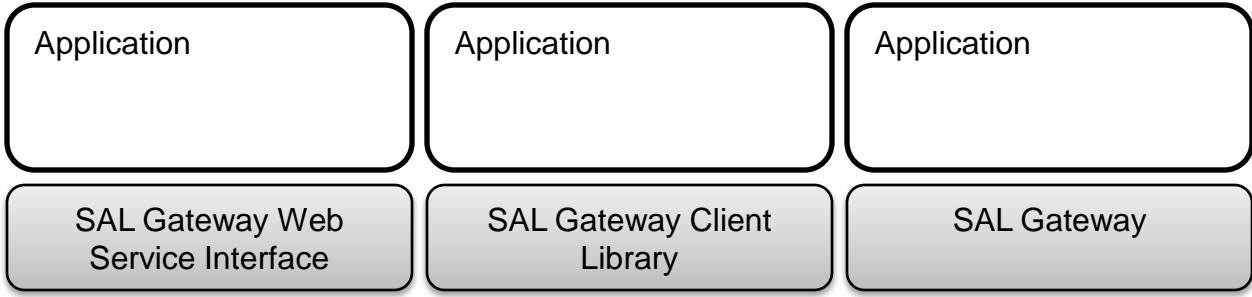 Application
Application
Application
SAL Gateway Web
Service Interface
SAL Gateway Client
Library
SAL Gateway